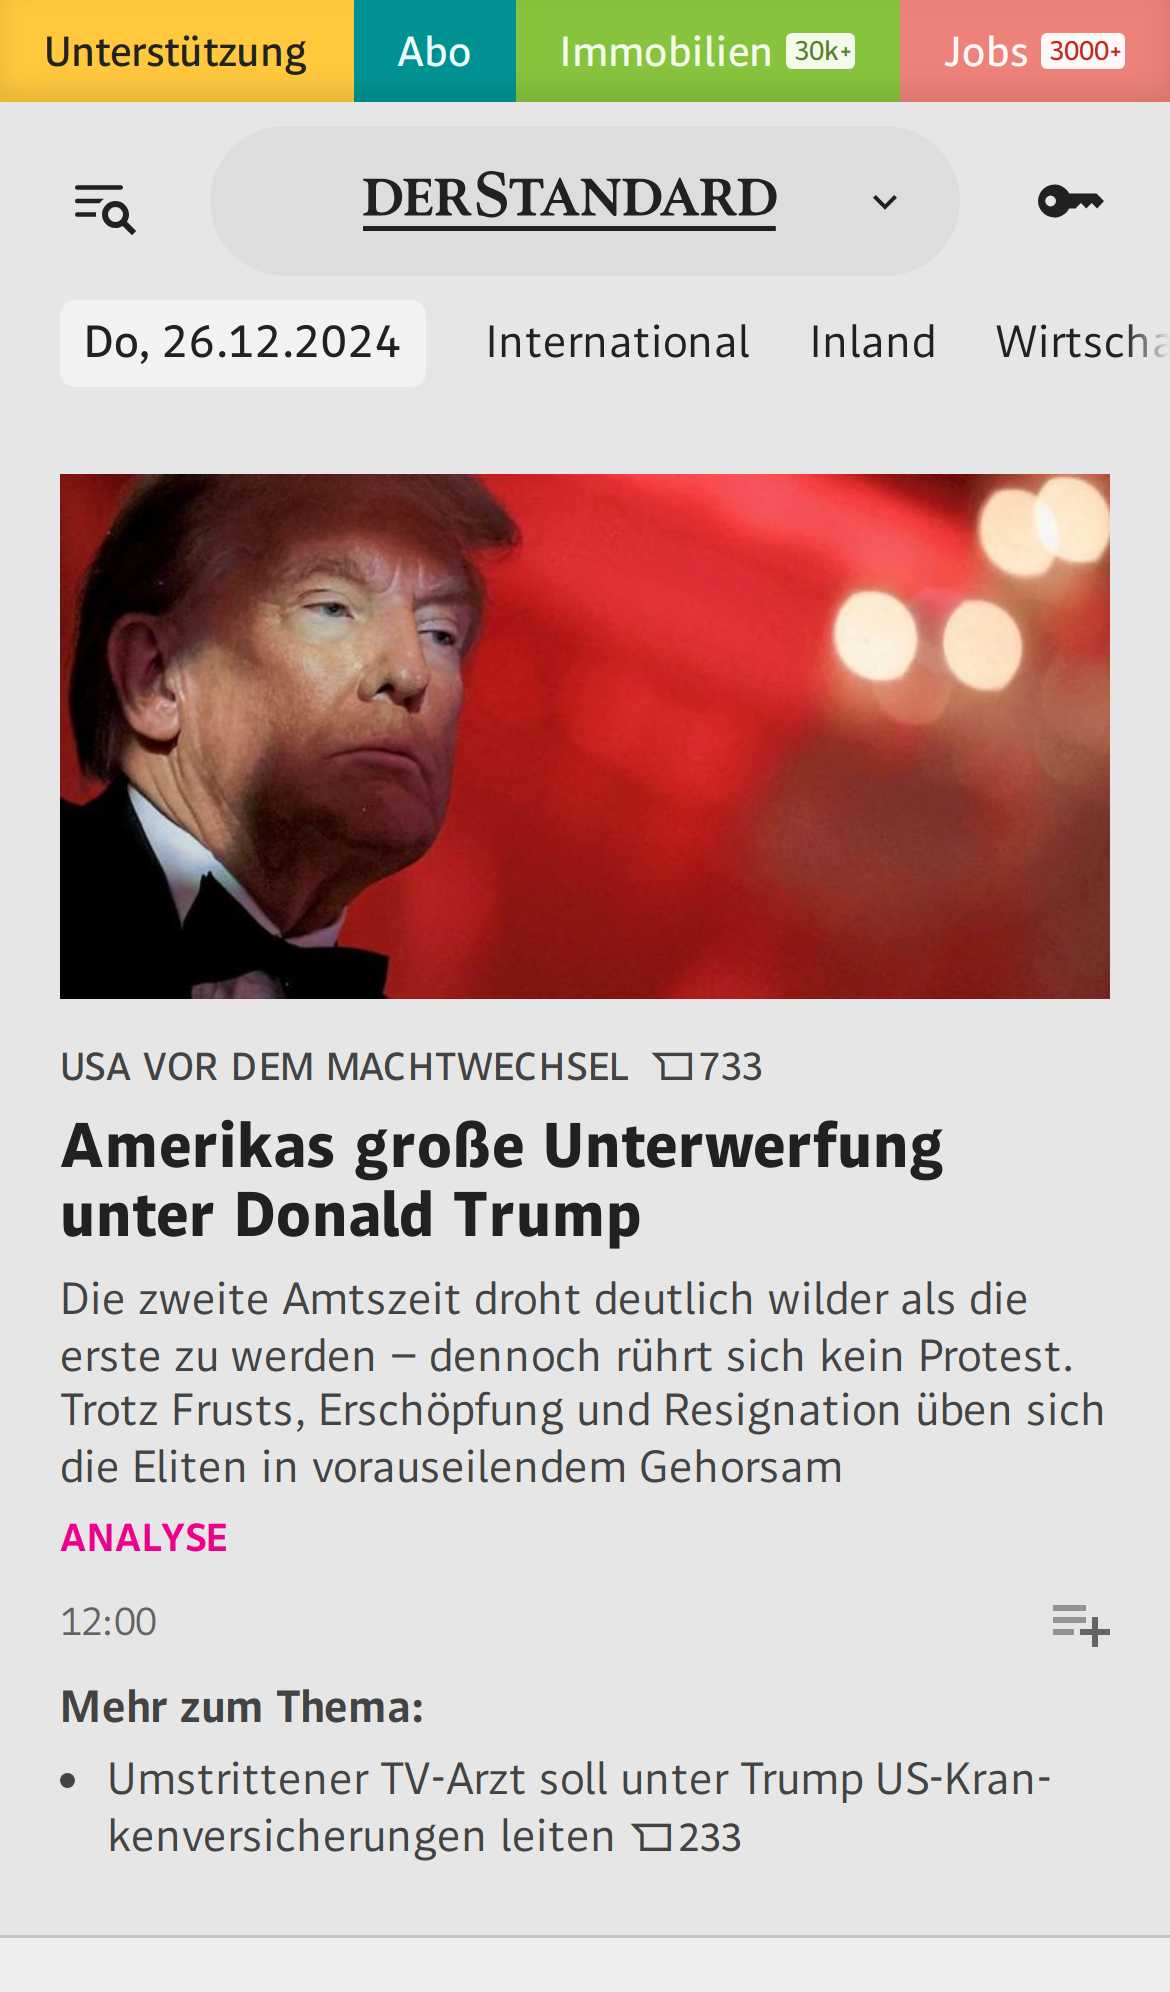 Unterstützung Abo Immobilien 30k+ Jobs 3000+
DERSTANDARD
Do, 26.12.2024 International Inland Wirtscha
USA VOR DEM MACHTWECHSEL 733
Amerikas große Unterwerfung
unter Donald Trump
Die zweite Amtszeit droht deutlich wilder als die
erste zu werden – dennoch rührt sich kein Protest.
Trotz Frusts, Erschöpfung und Resignation üben sich
die Eliten in vorauseilendem Gehorsam
ANALYSE
12:00
Mehr zum Thema:
• Umstrittener TV-Arzt soll unter Trump US-Kran-
kenversicherungen leiten 233